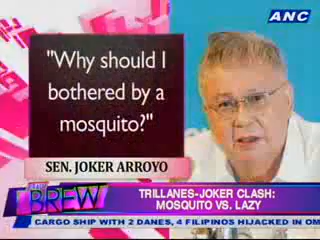 ANC
"Why should I
bothered by a
mosquito?"
SEN. JOKER ARROYO
BREW
TRILLANES-JOKER CLASH:
MOSQUITO VS. LAZY
CARGO SHIP WITH 2 DANES, 4 FILIPINOS HIJACKED IN OM